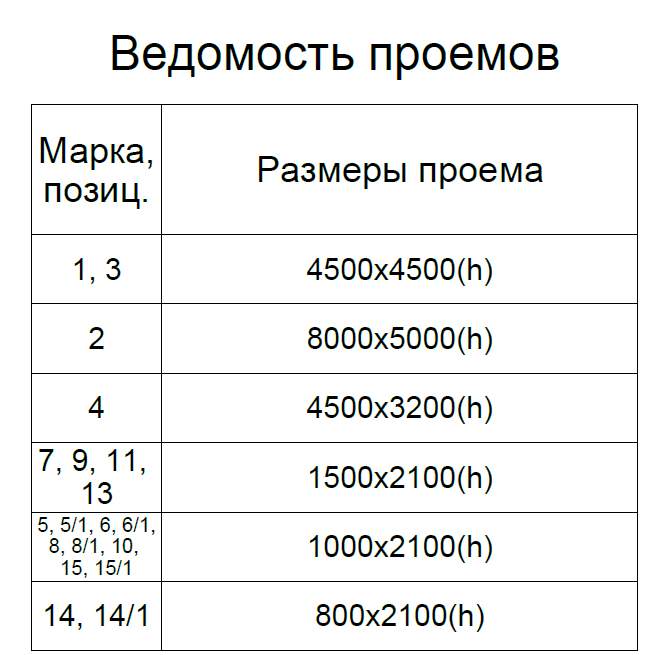 Ведомость проемов
Марка,
позиц.
Размеры проема
1, 3
4500x4500(h)
2
8000x5000(h)
4
4500x3200(h)
7, 9, 11,
13
1500x2100(h)
5, 5/1, 6, 6/1,
8, 8/1, 10,
15, 15/1
1000x2100(h)
14, 14/1
800x2100(h)